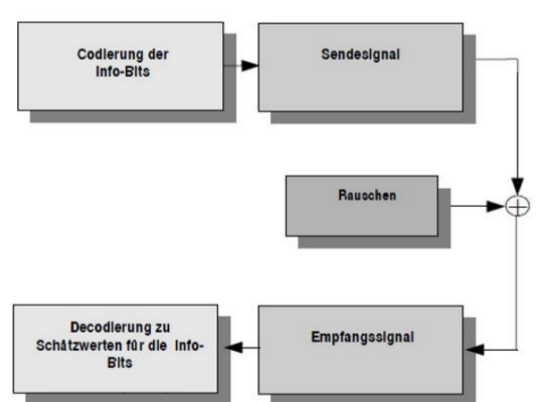 Codierung der
Info-Bits
Sendesignal
Rauschen
Decodierung zu
Schätzwerten für die Info-
Bits
Empfangssignal